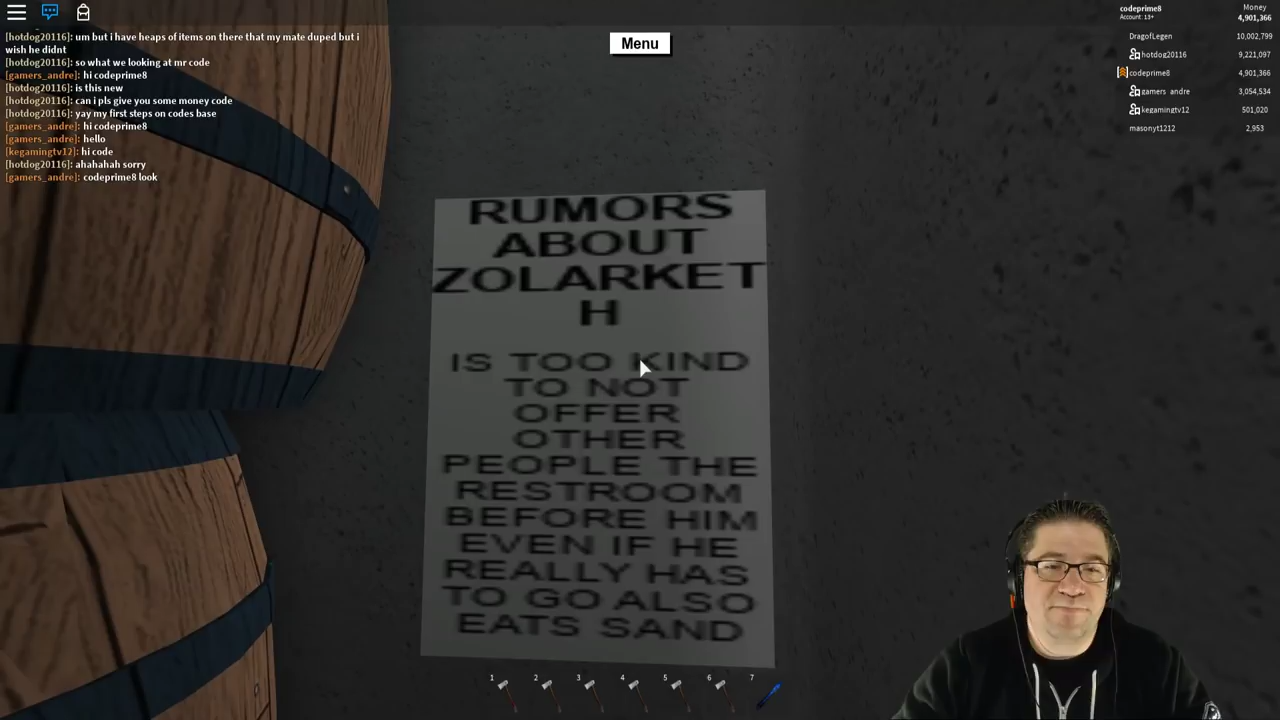 [hotdog20116]: um but i have heaps of items on there that my mate duped but i
wish he didnt
[hotdog20116]: so what we looking at mr code
[gamers_andre]: hi codeprime8
[hotdog20116]: is this new
[hotdog20116]: can i pls give you some money code
[hotdog20116]: yay my first steps on codes base
[gamers_andre]: hi codeprime8
[gamers_andre]: hello
[kegamingtv12]: hi code
[hotdog20116]: ahahahah sorry
[gamers_andre]: codeprime8 look
Menu
codeprime8 Money
Account: 13+ 4,901,366
DragofLegen 10,002,799
hotdog20116 9,221,097
codeprime8 4,901,366
gamers_andre 3,054,534
kegamingtv12 501,020
masonyt1212 2,953
RUMORS
ABOUT
ZOLARKET
H
IS TOO KIND
TO NOT
OFFER
OTHER
PEOPLE THE
RESTROOM
BEFORE HIM
EVEN IF HE
REALLY HAS
TO GO ALSO
EATS SAND
1 2 3 4 5 6 7